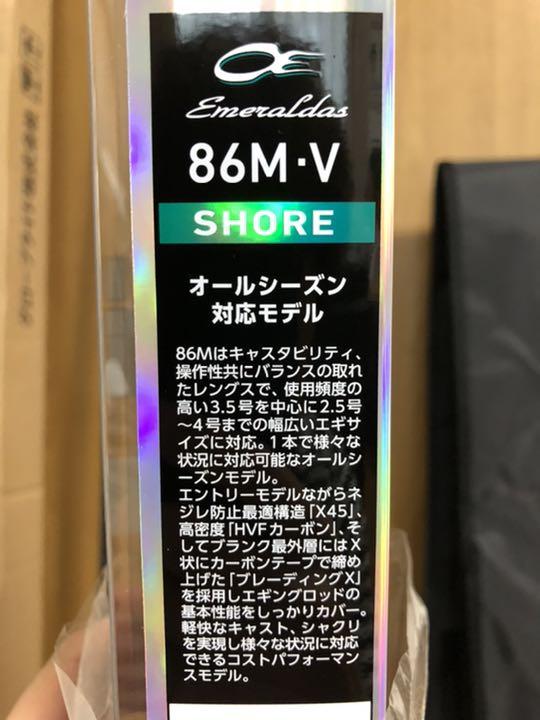 Emeraldas
86M・V
SHORE
オールシーズン
対応モデル
86Mはキャスタビリティ、
操作性共にバランスの取れ
たレングスで、使用頻度の
高い3.5号を中心に2.5号
～4号までの幅広いエギサ
イズに対応。1本で様々な
状況に対応可能なオールシ
ーズンモデル。
エントリーモデルながらネ
ジレ防止最適構造「X45」、
高密度「HVFカーボン」、そ
してブランク最外層にはX
状にカーボンテープで締め
上げた「ブレーディングX」
を採用しエギングロッドの
基本性能をしっかりカバー。
軽快なキャスト、シャクリ
を実現し様々な状況に対応
できるコストパフォーマン
スモデル。